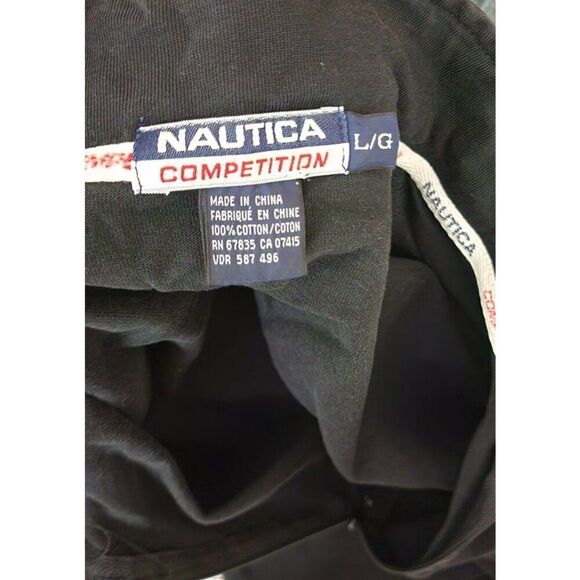 NAUTICA
COMPETITION
L/G
MADE IN CHINA
FABRIQUÉ EN CHINE
100% COTTON/COTON
RN 67835 CA 07415
VDR 587 496
NAUTICA